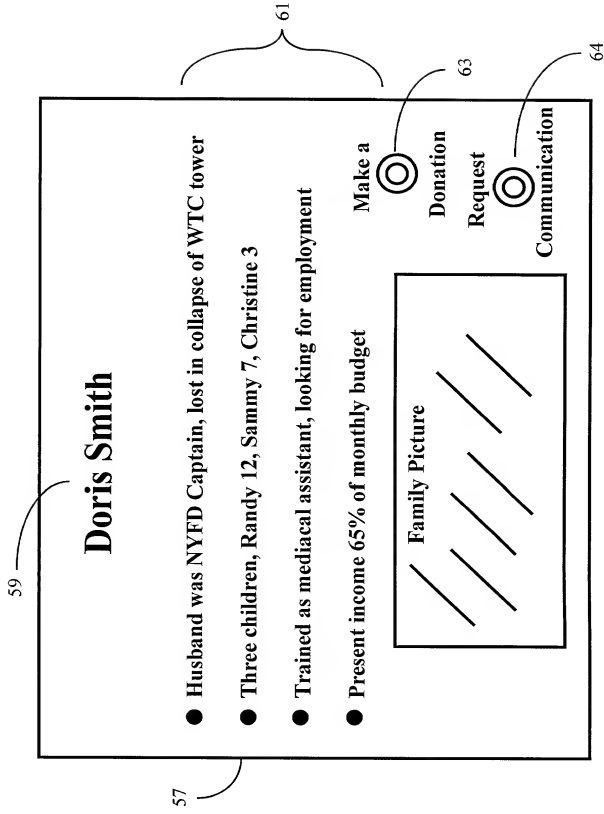 59
Doris Smith
61
● Husband was NYFD Captain, lost in collapse of WTC tower
● Three children, Randy 12, Sammy 7, Christine 3
● Trained as mediacal assistant, looking for employment
● Present income 65% of monthly budget
Make a
63
Donation
Family Picture
Request
64
Communication
57